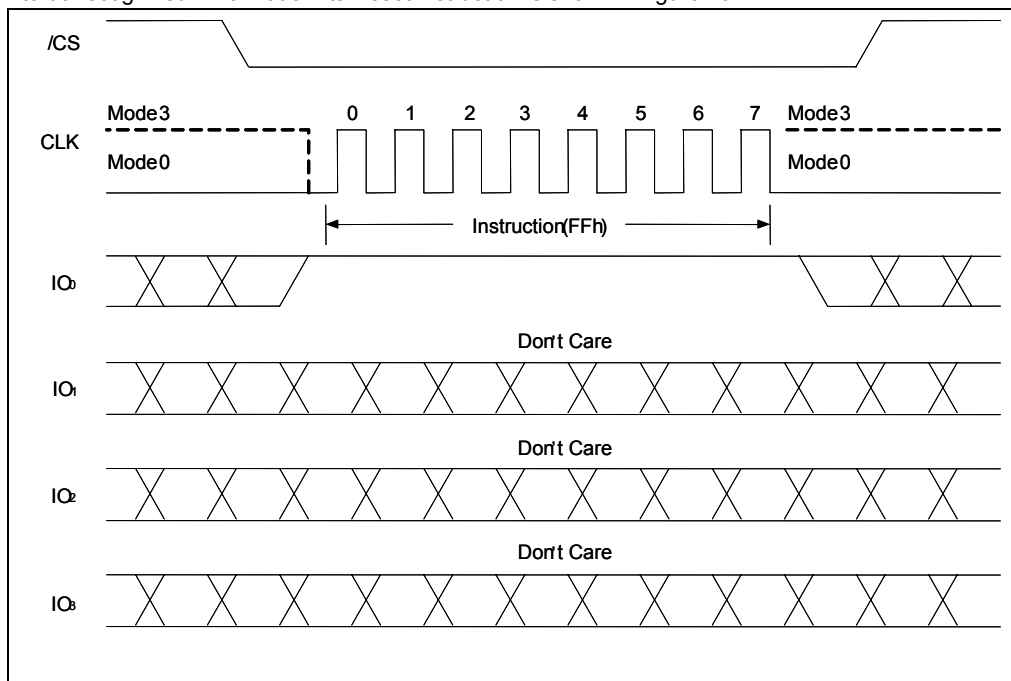 /CS
Mode3 0 1 2 3 4 5 6 7 Mode3
CLK
Mode0 Mode0
Instruction(FFh)
IO₀
Don't Care
IO₁
Don't Care
IO₂
Don't Care
IO₃